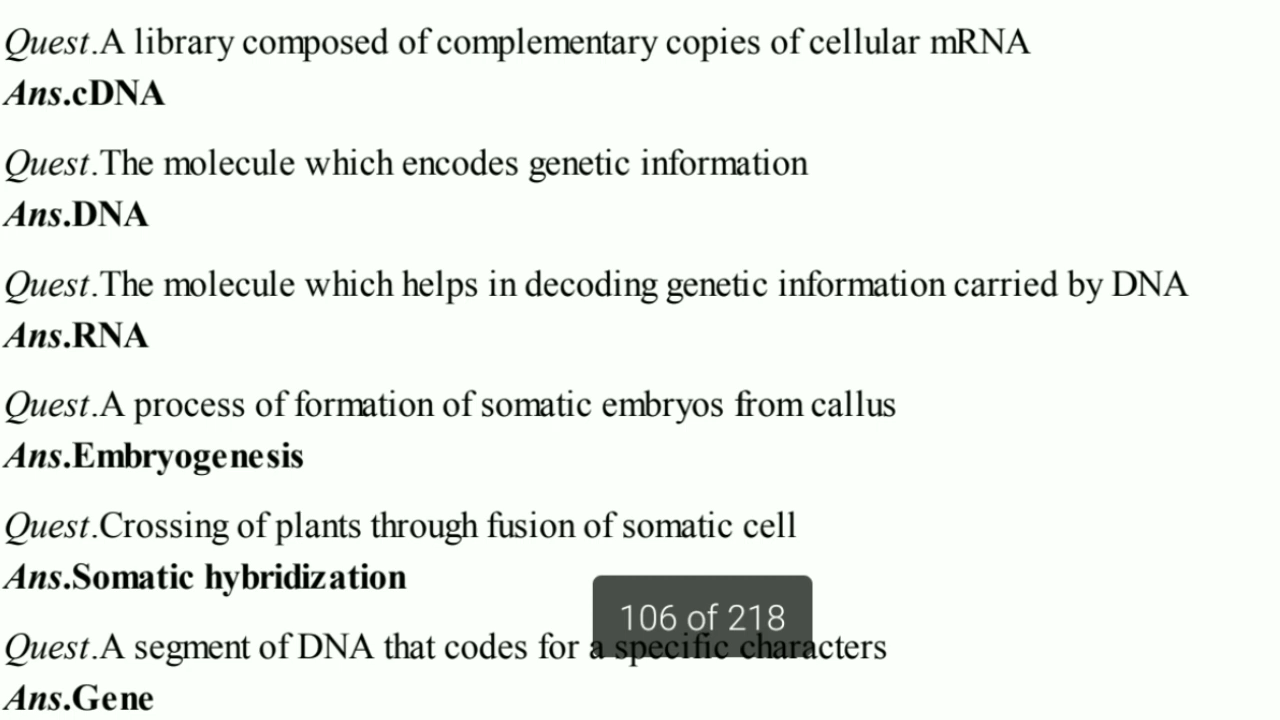 Quest.A library composed of complementary copies of cellular mRNA
Ans.cDNA
Quest.The molecule which encodes genetic information
Ans.DNA
Quest.The molecule which helps in decoding genetic information carried by DNA
Ans.RNA
Quest.A process of formation of somatic embryos from callus
Ans.Embryogenesis
Quest.Crossing of plants through fusion of somatic cell
Ans.Somatic hybridization
106 of 218
Quest.A segment of DNA that codes for a specific characters
Ans.Gene